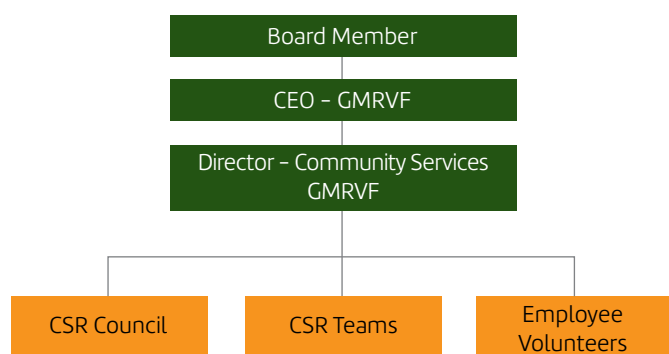 Board Member
CEO – GMRVF
Director – Community Services
GMRVF
CSR Council
CSR Teams
Employee
Volunteers